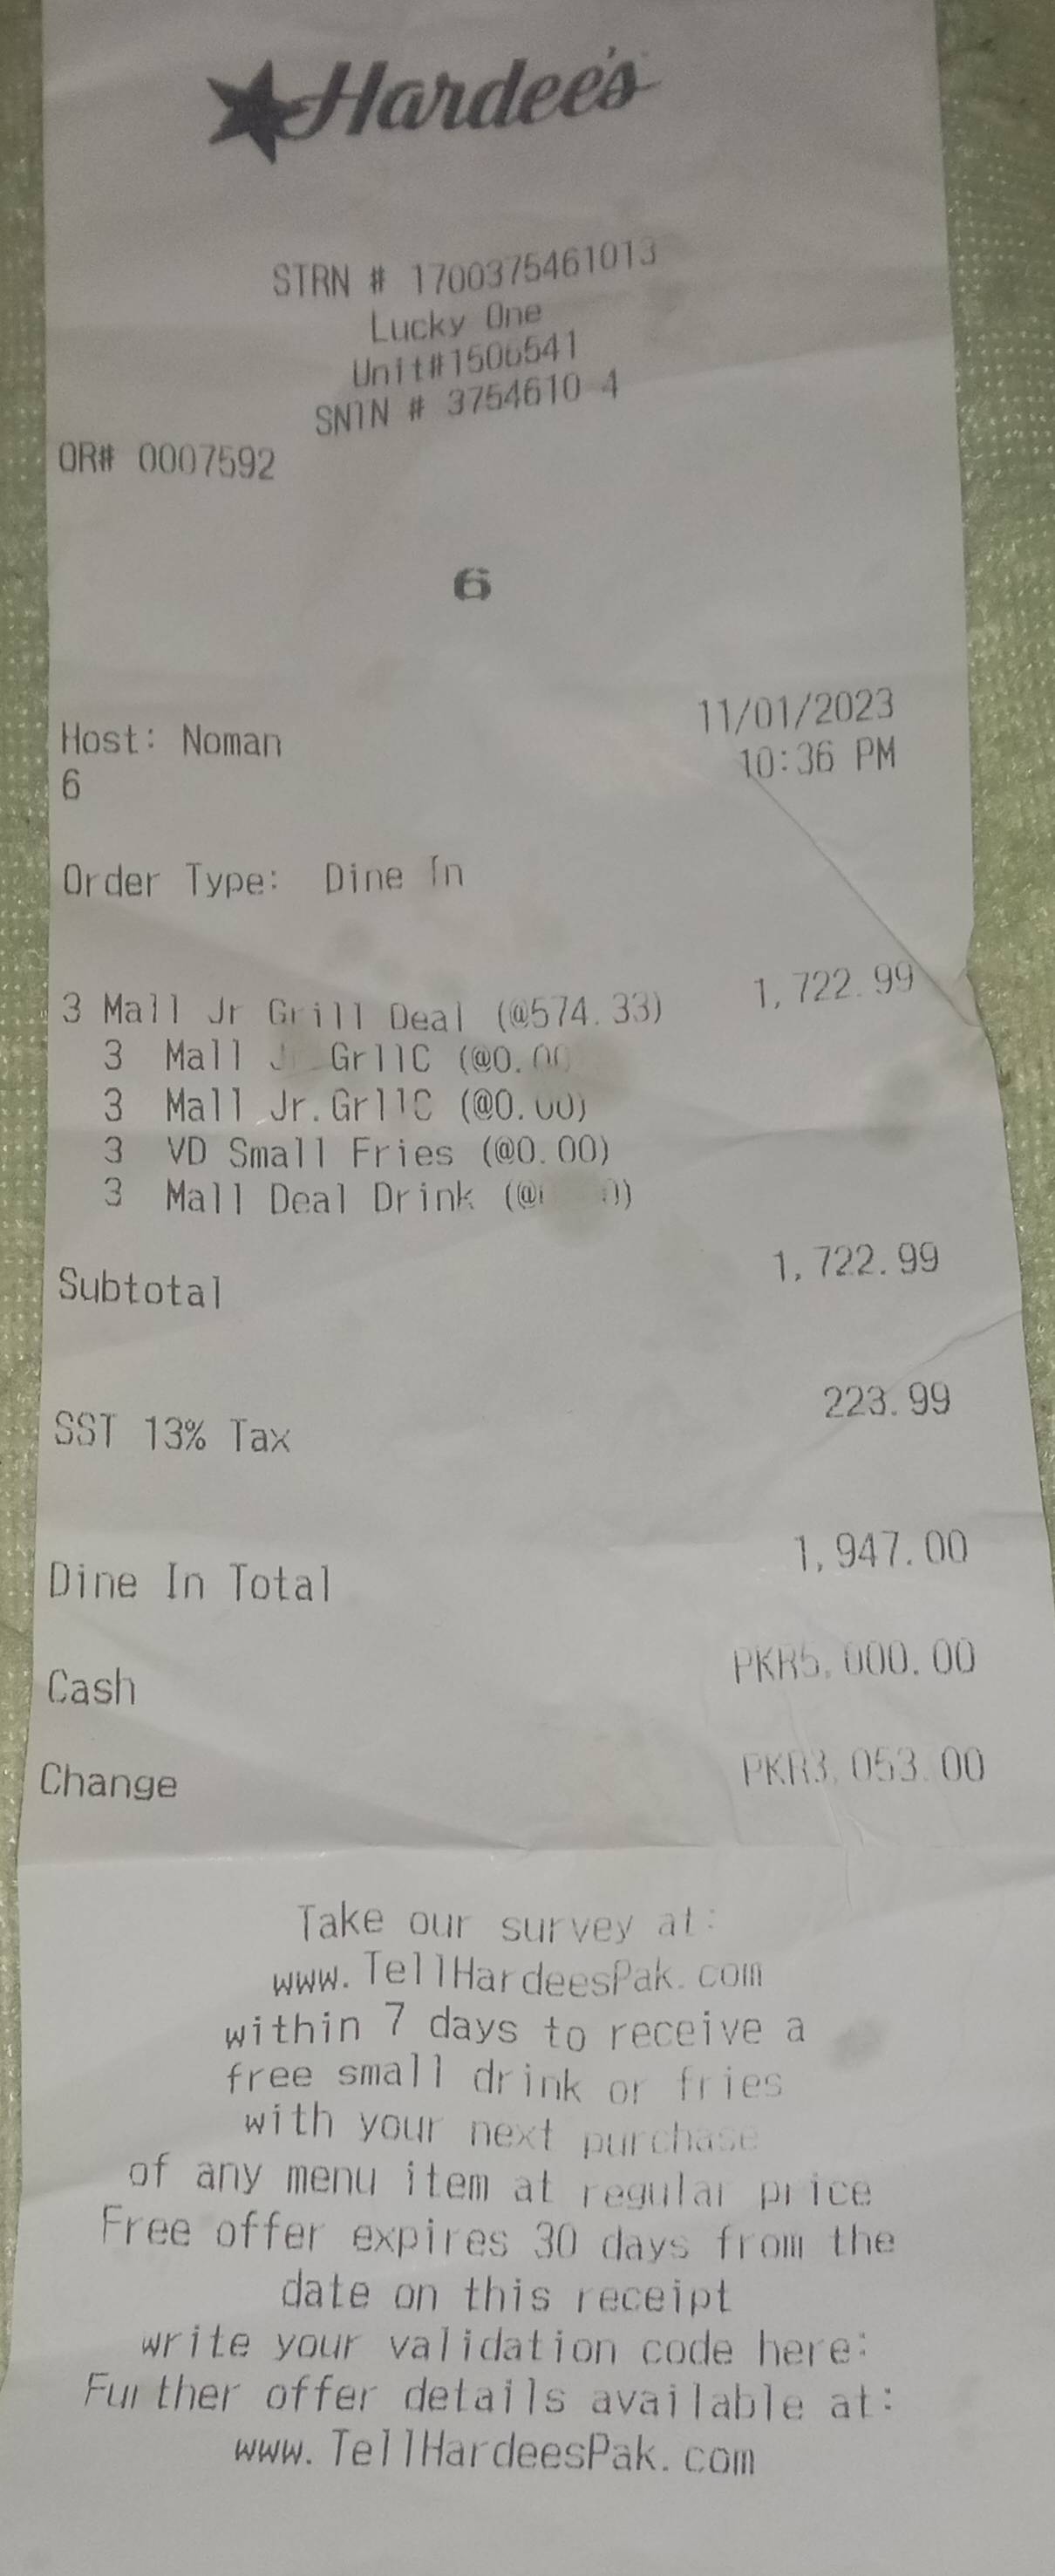 Hardee's
STRN # 1700375461013
Lucky One
Unit#1506541
SNTN # 3754610-4
OR# 0007592
6
Host: Noman 11/01/2023
6 10:36 PM
Order Type: Dine In
3 Mall Jr Grill Deal (@574.33) 1,722.99
3 Mall GrllC (@0.00
3 Mall Jr.GrllC (@0.00)
3 VD Small Fries (@0.00)
3 Mall Deal Drink
Subtotal 1,722.99
SST 13% Tax 223.99
Dine In Total 1,947.00
Cash PKR5,000.00
Change PKR3,053.00
Take our survey at:
www.TellHardeesPak.com
within 7 days to receive a
free small drink or fries
with your next purchase
of any menu item at regular price
Free offer expires 30 days from the
date on this receipt
write your validation code here:
Further offer details available at:
www.TellHardeesPak.com